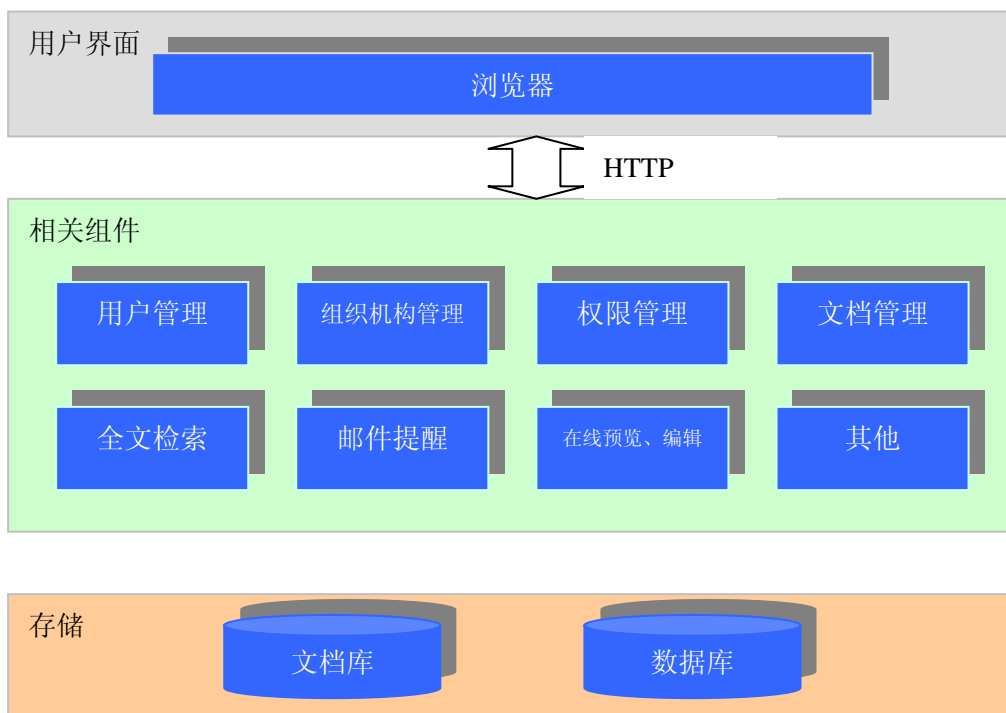 用户界面
浏览器
HTTP
相关组件
用户管理
组织机构管理
权限管理
文档管理
全文检索
邮件提醒
在线预览、编辑
其他
存储
文档库
数据库